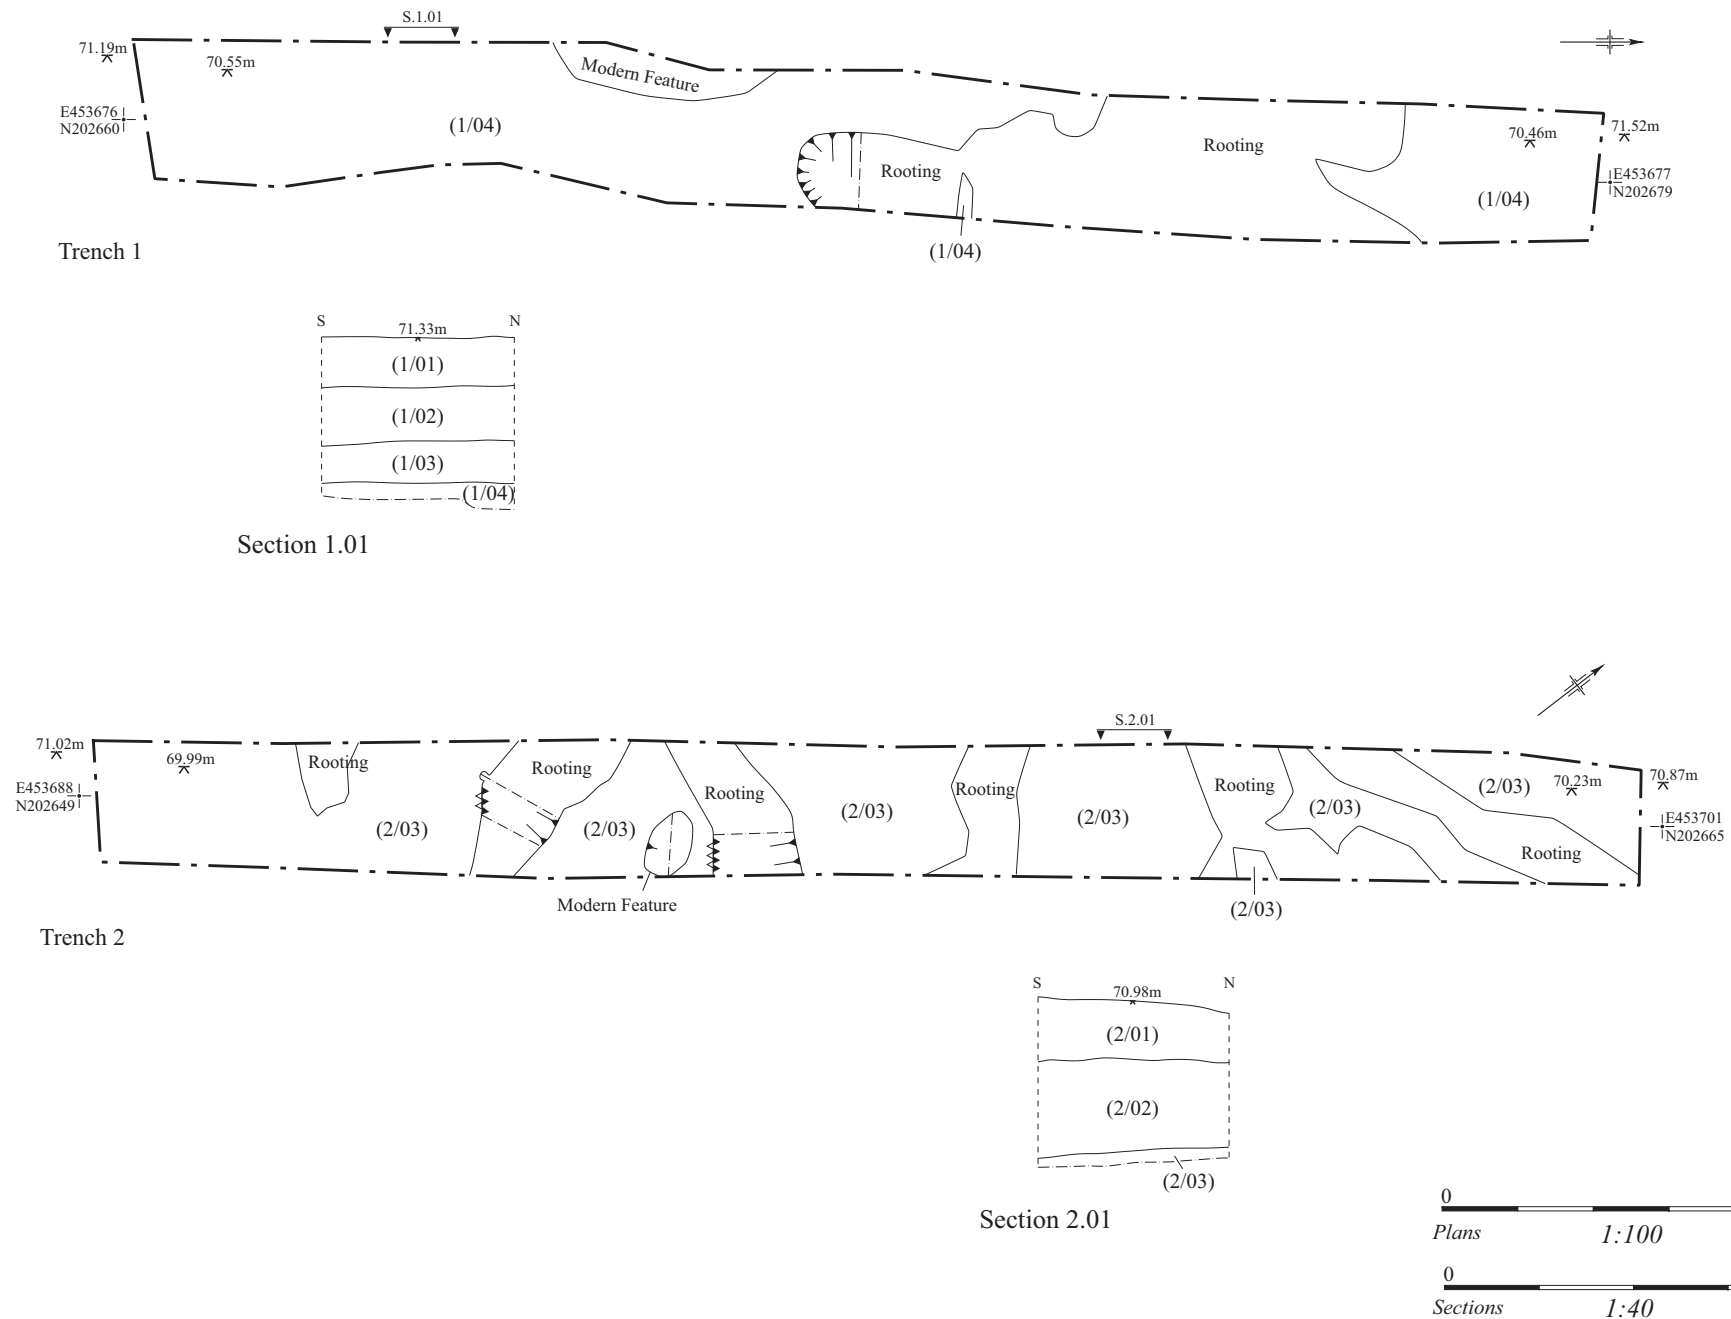 S.1.01
71.19m
70.55m
Modern Feature
E453676
N202660
(1/04)
Rooting
Rooting
70.46m
71.52m
E453677
N202679
(1/04)
(1/04)
Trench 1
S
N
71.33m
(1/01)
(1/02)
(1/03)
(1/04)
Section 1.01
S.2.01
71.02m
69.99m
E453688
N202649
Rooting
(2/03)
Rooting
(2/03)
Rooting
(2/03)
Rooting
(2/03)
Rooting
(2/03)
(2/03)
70.23m
70.87m
E453701
N202665
Rooting
Modern Feature
(2/03)
Trench 2
S
N
70.98m
(2/01)
(2/02)
(2/03)
Section 2.01
0
Plans
1:100
0
Sections
1:40